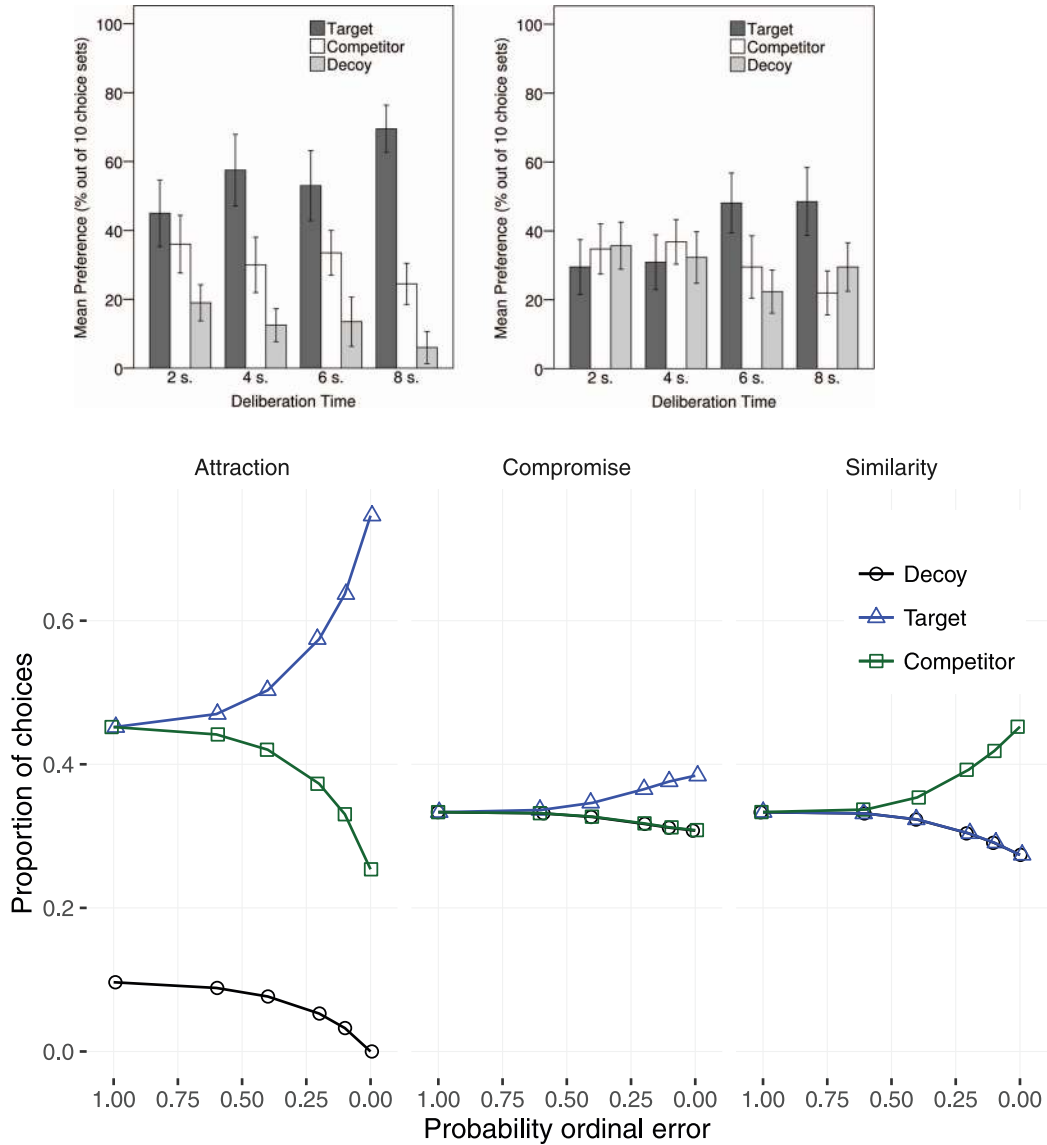 100
80
60
40
20
0
Mean Preference (% out of 10 choice sets)
Target
Competitor
Decoy
2 s.
4 s.
6 s.
8 s.
Deliberation Time
100
80
60
40
20
0
Mean Preference (% out of 10 choice sets)
Target
Competitor
Decoy
2 s.
4 s.
6 s.
8 s.
Deliberation Time
Attraction
Compromise
Similarity
Decoy
Target
Competitor
Proportion of choices
0.6
0.4
0.2
0.0
1.00 0.75 0.50 0.25 0.00
1.00 0.75 0.50 0.25 0.00
1.00 0.75 0.50 0.25 0.00
Probability ordinal error